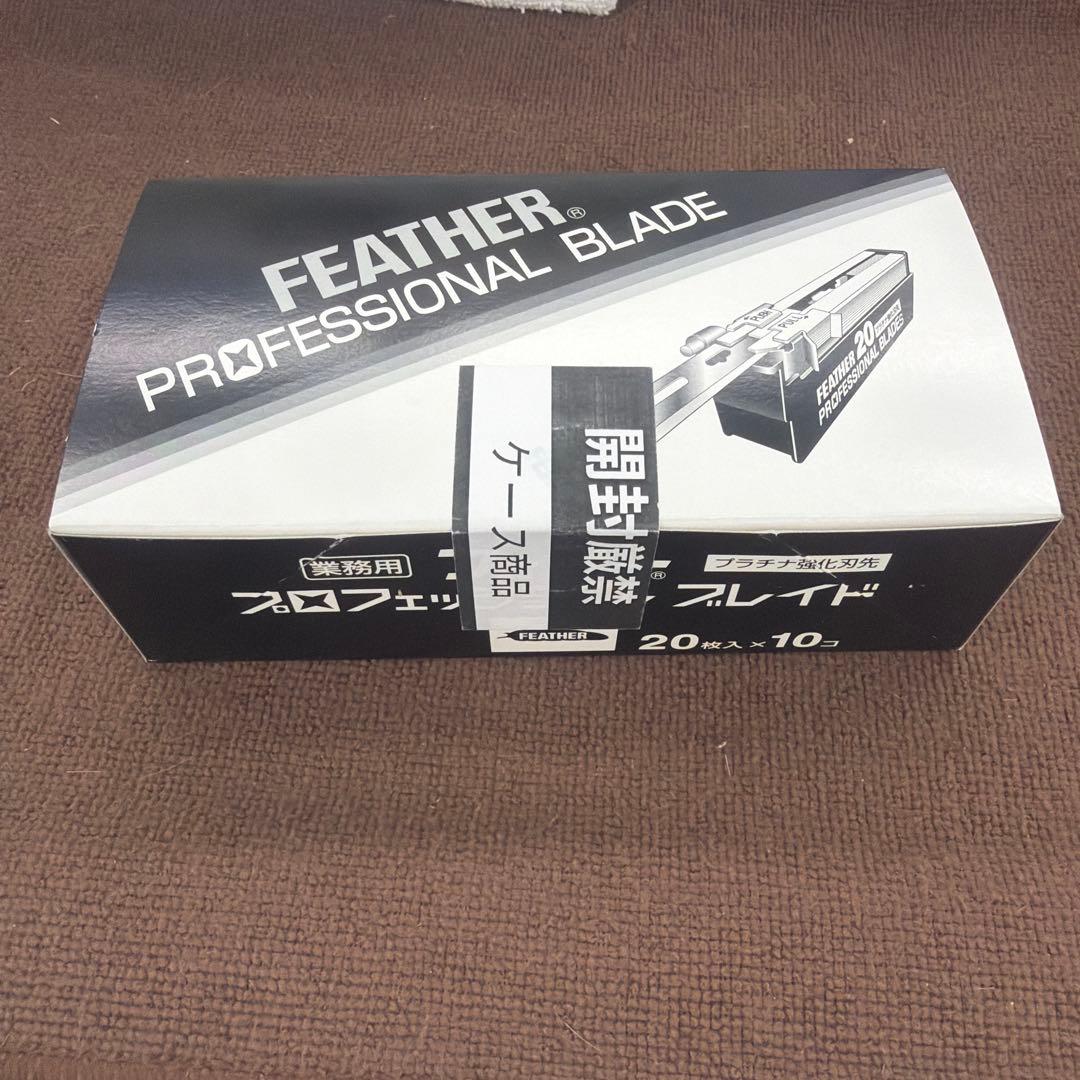 FEATHER®
PROFESSIONAL BLADE
PUSH
PULL
FEATHER 20
PROFESSIONAL BLADES
開封厳禁
ケース商品
業務用
®
プラチナ強化刃先
プロフェッ
ル ブレイド
FEATHER
20枚入×10コ